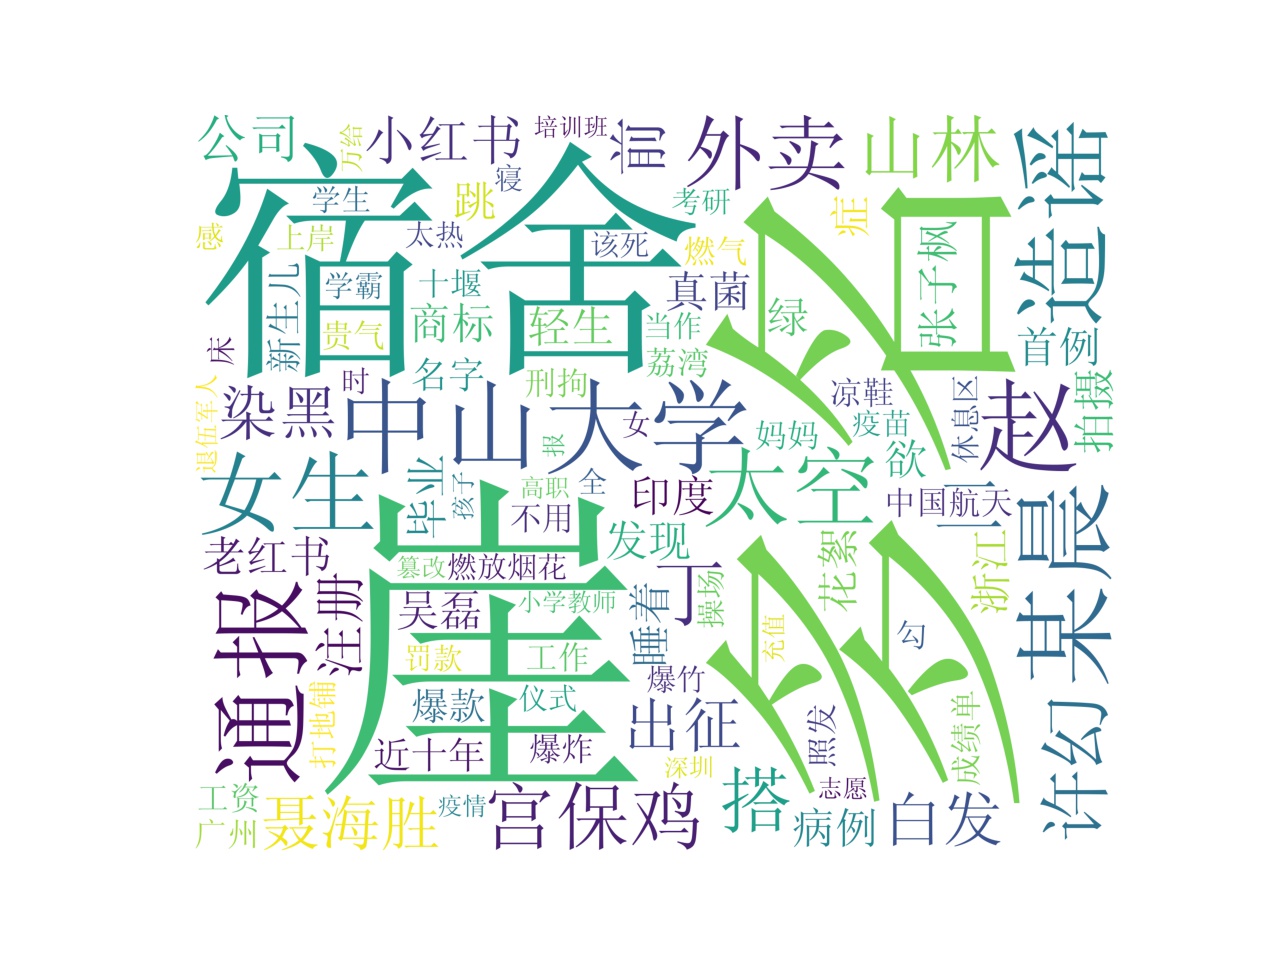 公司
万给
小红书
培训班
前
外卖
山林
造谣
宿舍
寝
学生
跳
考研
症
感
上岸
太热
该死
燃气
铅
张子枫
新生儿
学霸
十堰
真菌
绿
贵气
商标
轻生
当作
首例
床
时
名字
刑拘
荔湾
凉鞋
休息区
赵
拍摄
退伍军人
染黑
中山大学
女
疫苗
妈妈
欲
报
女生
毕业
孩子
高职
全
印度
太空
中国航天
崖
不用
发现
花絮
浙江
二
某晨
老红书
篡改
燃放烟花
丁
操场
通报
注册
吴磊
小学教师
睡着
多多
充值
勾
罚款
工作
爆竹
打地铺
爆款
仪式
出征
照发
成绩单
许幻
近十年
爆炸
深圳
工资
疫情
志愿
广州
聂海胜
宫保鸡
搭
病例
白发